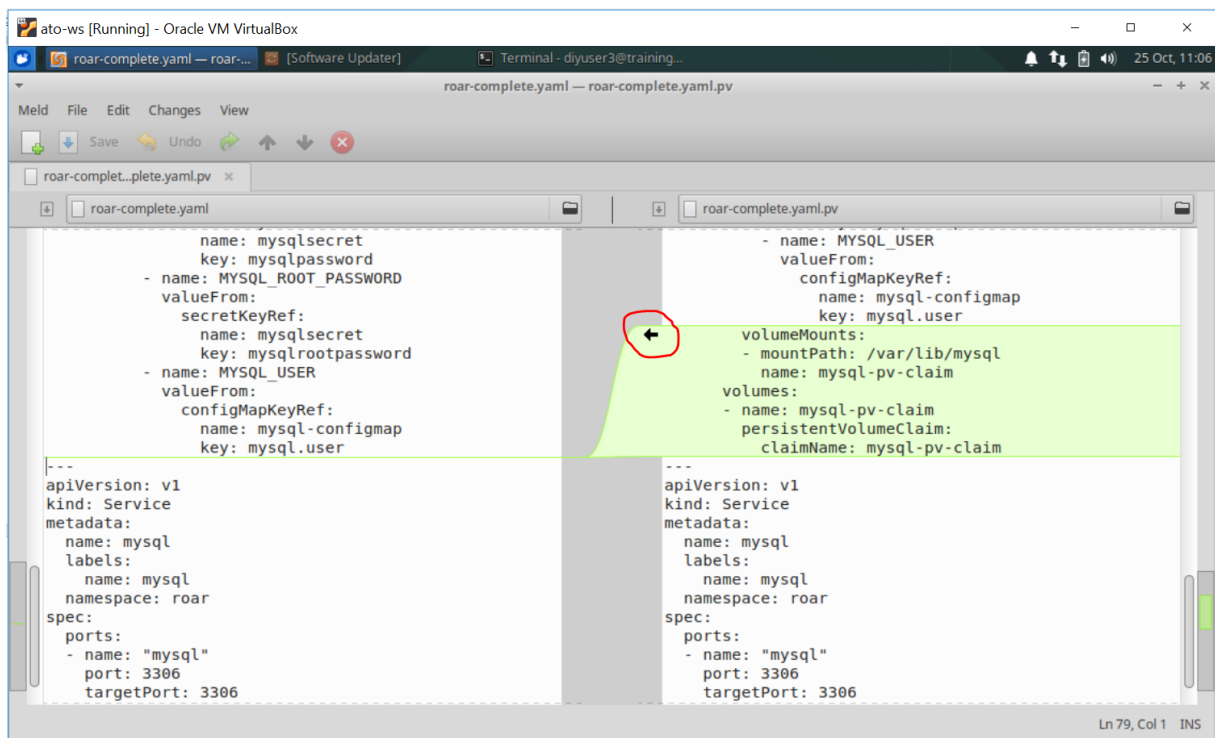 ato-ws [Running] - Oracle VM VirtualBox
roar-complete.yaml — roar-... [Software Updater] Terminal - diyuser3@training... 25 Oct, 11:06
roar-complete.yaml — roar-complete.yaml.pv
Meld File Edit Changes View
Save Undo
roar-complet...plete.yaml.pv
roar-complete.yaml
name: mysqlsecret
key: mysqlpassword
- name: MYSQL_ROOT_PASSWORD
valueFrom:
secretKeyRef:
name: mysqlsecret
key: mysqlrootpassword
- name: MYSQL_USER
valueFrom:
configMapKeyRef:
name: mysql-configmap
key: mysql.user
---
apiVersion: v1
kind: Service
metadata:
name: mysql
labels:
name: mysql
namespace: roar
spec:
ports:
- name: "mysql"
port: 3306
targetPort: 3306
roar-complete.yaml.pv
- name: MYSQL_USER
valueFrom:
configMapKeyRef:
name: mysql-configmap
key: mysql.user
volumeMounts:
- mountPath: /var/lib/mysql
name: mysql-pv-claim
volumes:
- name: mysql-pv-claim
persistentVolumeClaim:
claimName: mysql-pv-claim
---
apiVersion: v1
kind: Service
metadata:
name: mysql
labels:
name: mysql
namespace: roar
spec:
ports:
- name: "mysql"
port: 3306
targetPort: 3306
Ln 79, Col 1 INS